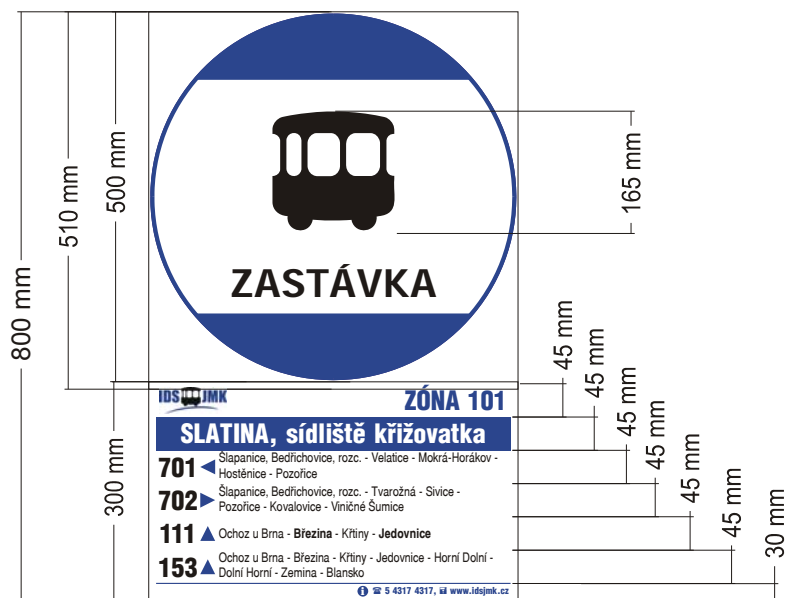 ZASTÁVKA
IDS JMK
ZÓNA 101
SLATINA, sídliště křižovatka
701 Šlapanice, Bedřichovice, rozc. - Velatice - Mokrá-Horákov -
Hostěnice - Pozořice
702 Šlapanice, Bedřichovice, rozc. - Tvarožná - Sivice -
Pozořice - Kovalovice - Viničné Šumice
111 Ochoz u Brna - Březina - Křtiny - Jedovnice
153 Ochoz u Brna - Březina - Křtiny - Jedovnice - Horní Dolní -
Dolní Horní - Zemina - Blansko
5 4317 4317, www.idsjmk.cz
800 mm
510 mm
500 mm
300 mm
165 mm
45 mm
45 mm
45 mm
45 mm
45 mm
45 mm
30 mm